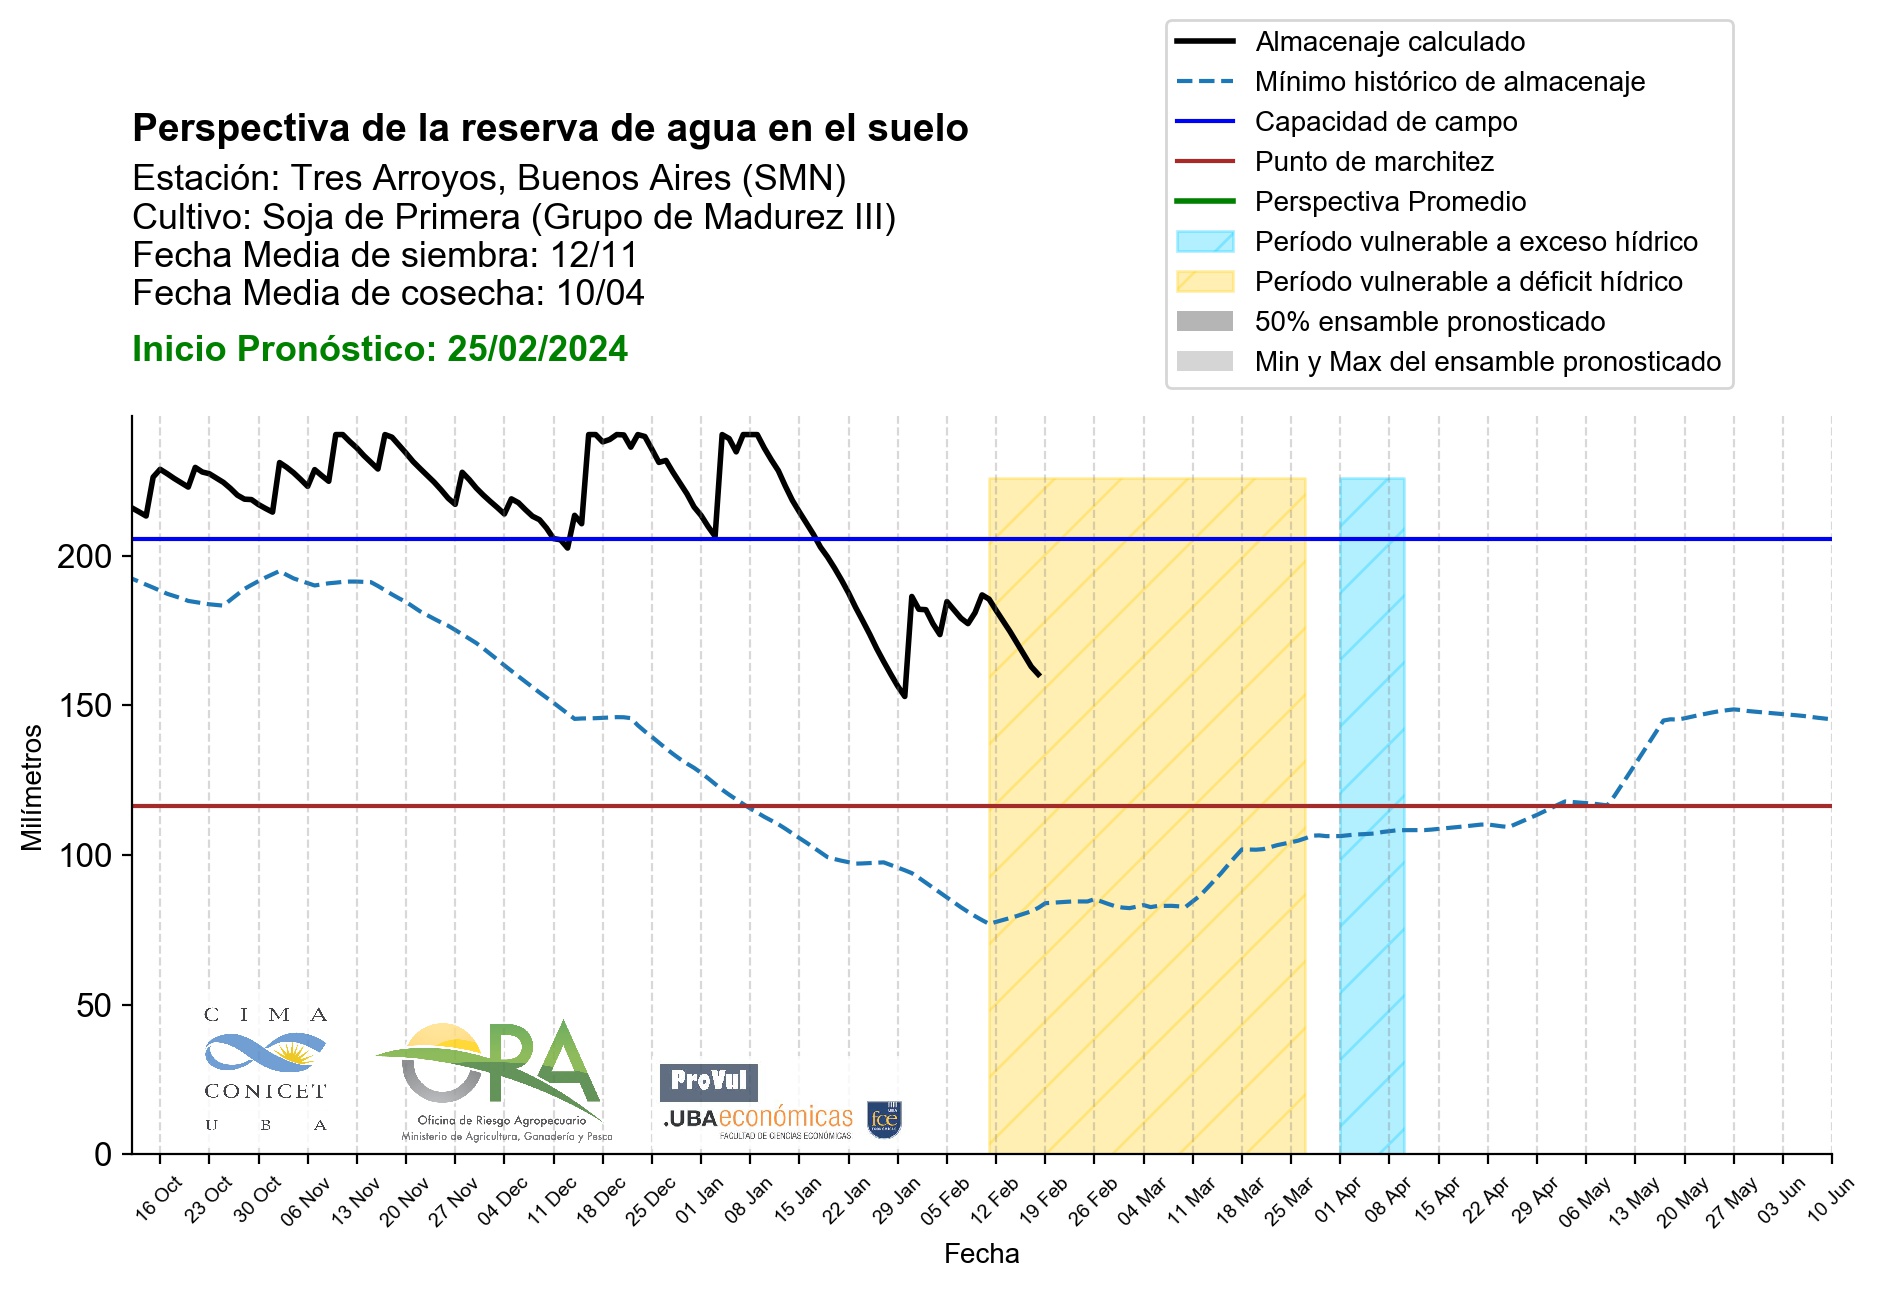 Almacenaje calculado
Mínimo histórico de almacenaje
Capacidad de campo
Punto de marchitez
Perspectiva Promedio
Período vulnerable a exceso hídrico
Período vulnerable a déficit hídrico
50% ensamble pronosticado
Min y Max del ensamble pronosticado
Perspectiva de la reserva de agua en el suelo
Estación: Tres Arroyos, Buenos Aires (SMN)
Cultivo: Soja de Primera (Grupo de Madurez III)
Fecha Media de siembra: 12/11
Fecha Media de cosecha: 10/04
Inicio Pronóstico: 25/02/2024
Milímetros
200
150
100
50
0
CIMA
CONICET
UBA
OPA
Oficina de Riesgo Agropecuario
Ministerio de Agricultura, Ganadería y Pesca
ProVul
.UBAeconómicas
FACULTAD DE CIENCIAS ECONÓMICAS
fce
16 Oct
23 Oct
30 Oct
06 Nov
13 Nov
20 Nov
27 Nov
04 Dec
11 Dec
18 Dec
25 Dec
01 Jan
08 Jan
15 Jan
22 Jan
29 Jan
05 Feb
12 Feb
19 Feb
26 Feb
04 Mar
11 Mar
18 Mar
25 Mar
01 Apr
08 Apr
15 Apr
22 Apr
29 Apr
06 May
13 May
20 May
27 May
03 Jun
10 Jun
Fecha